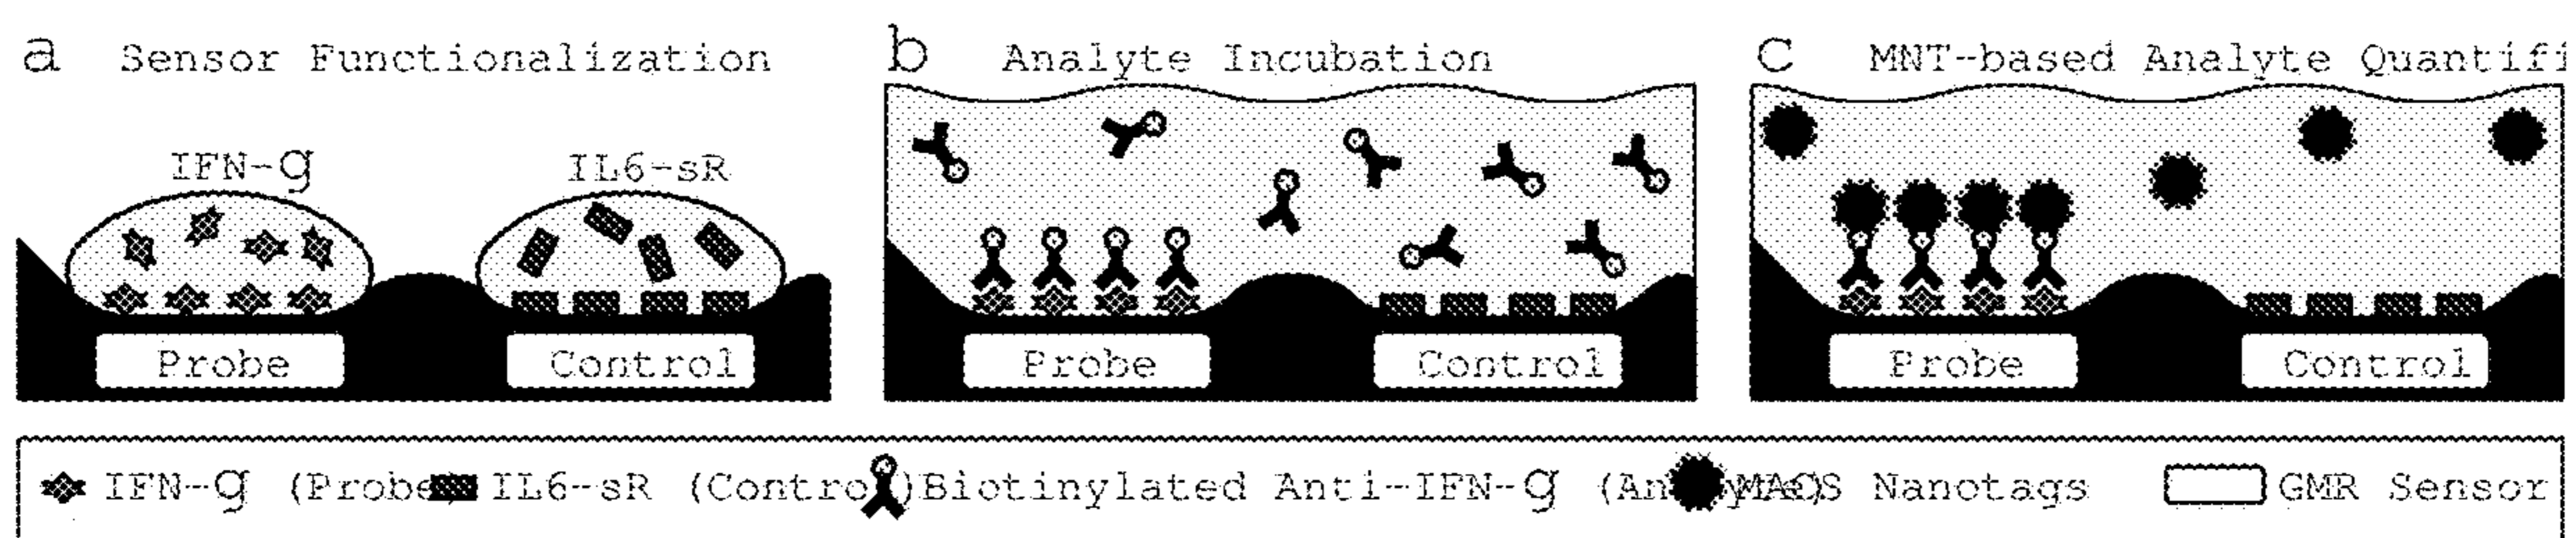 a Sensor Functionalization
b Analyte Incubation
c MNT-based Analyte Quantifi
IFN-g
IL6-sR
Probe
Control
Probe
Control
Probe
Control
IFN-g (Probe
IL6-sR (Contro
Biotinylated Anti-IFN-g
Nanotags
GMR Sensor